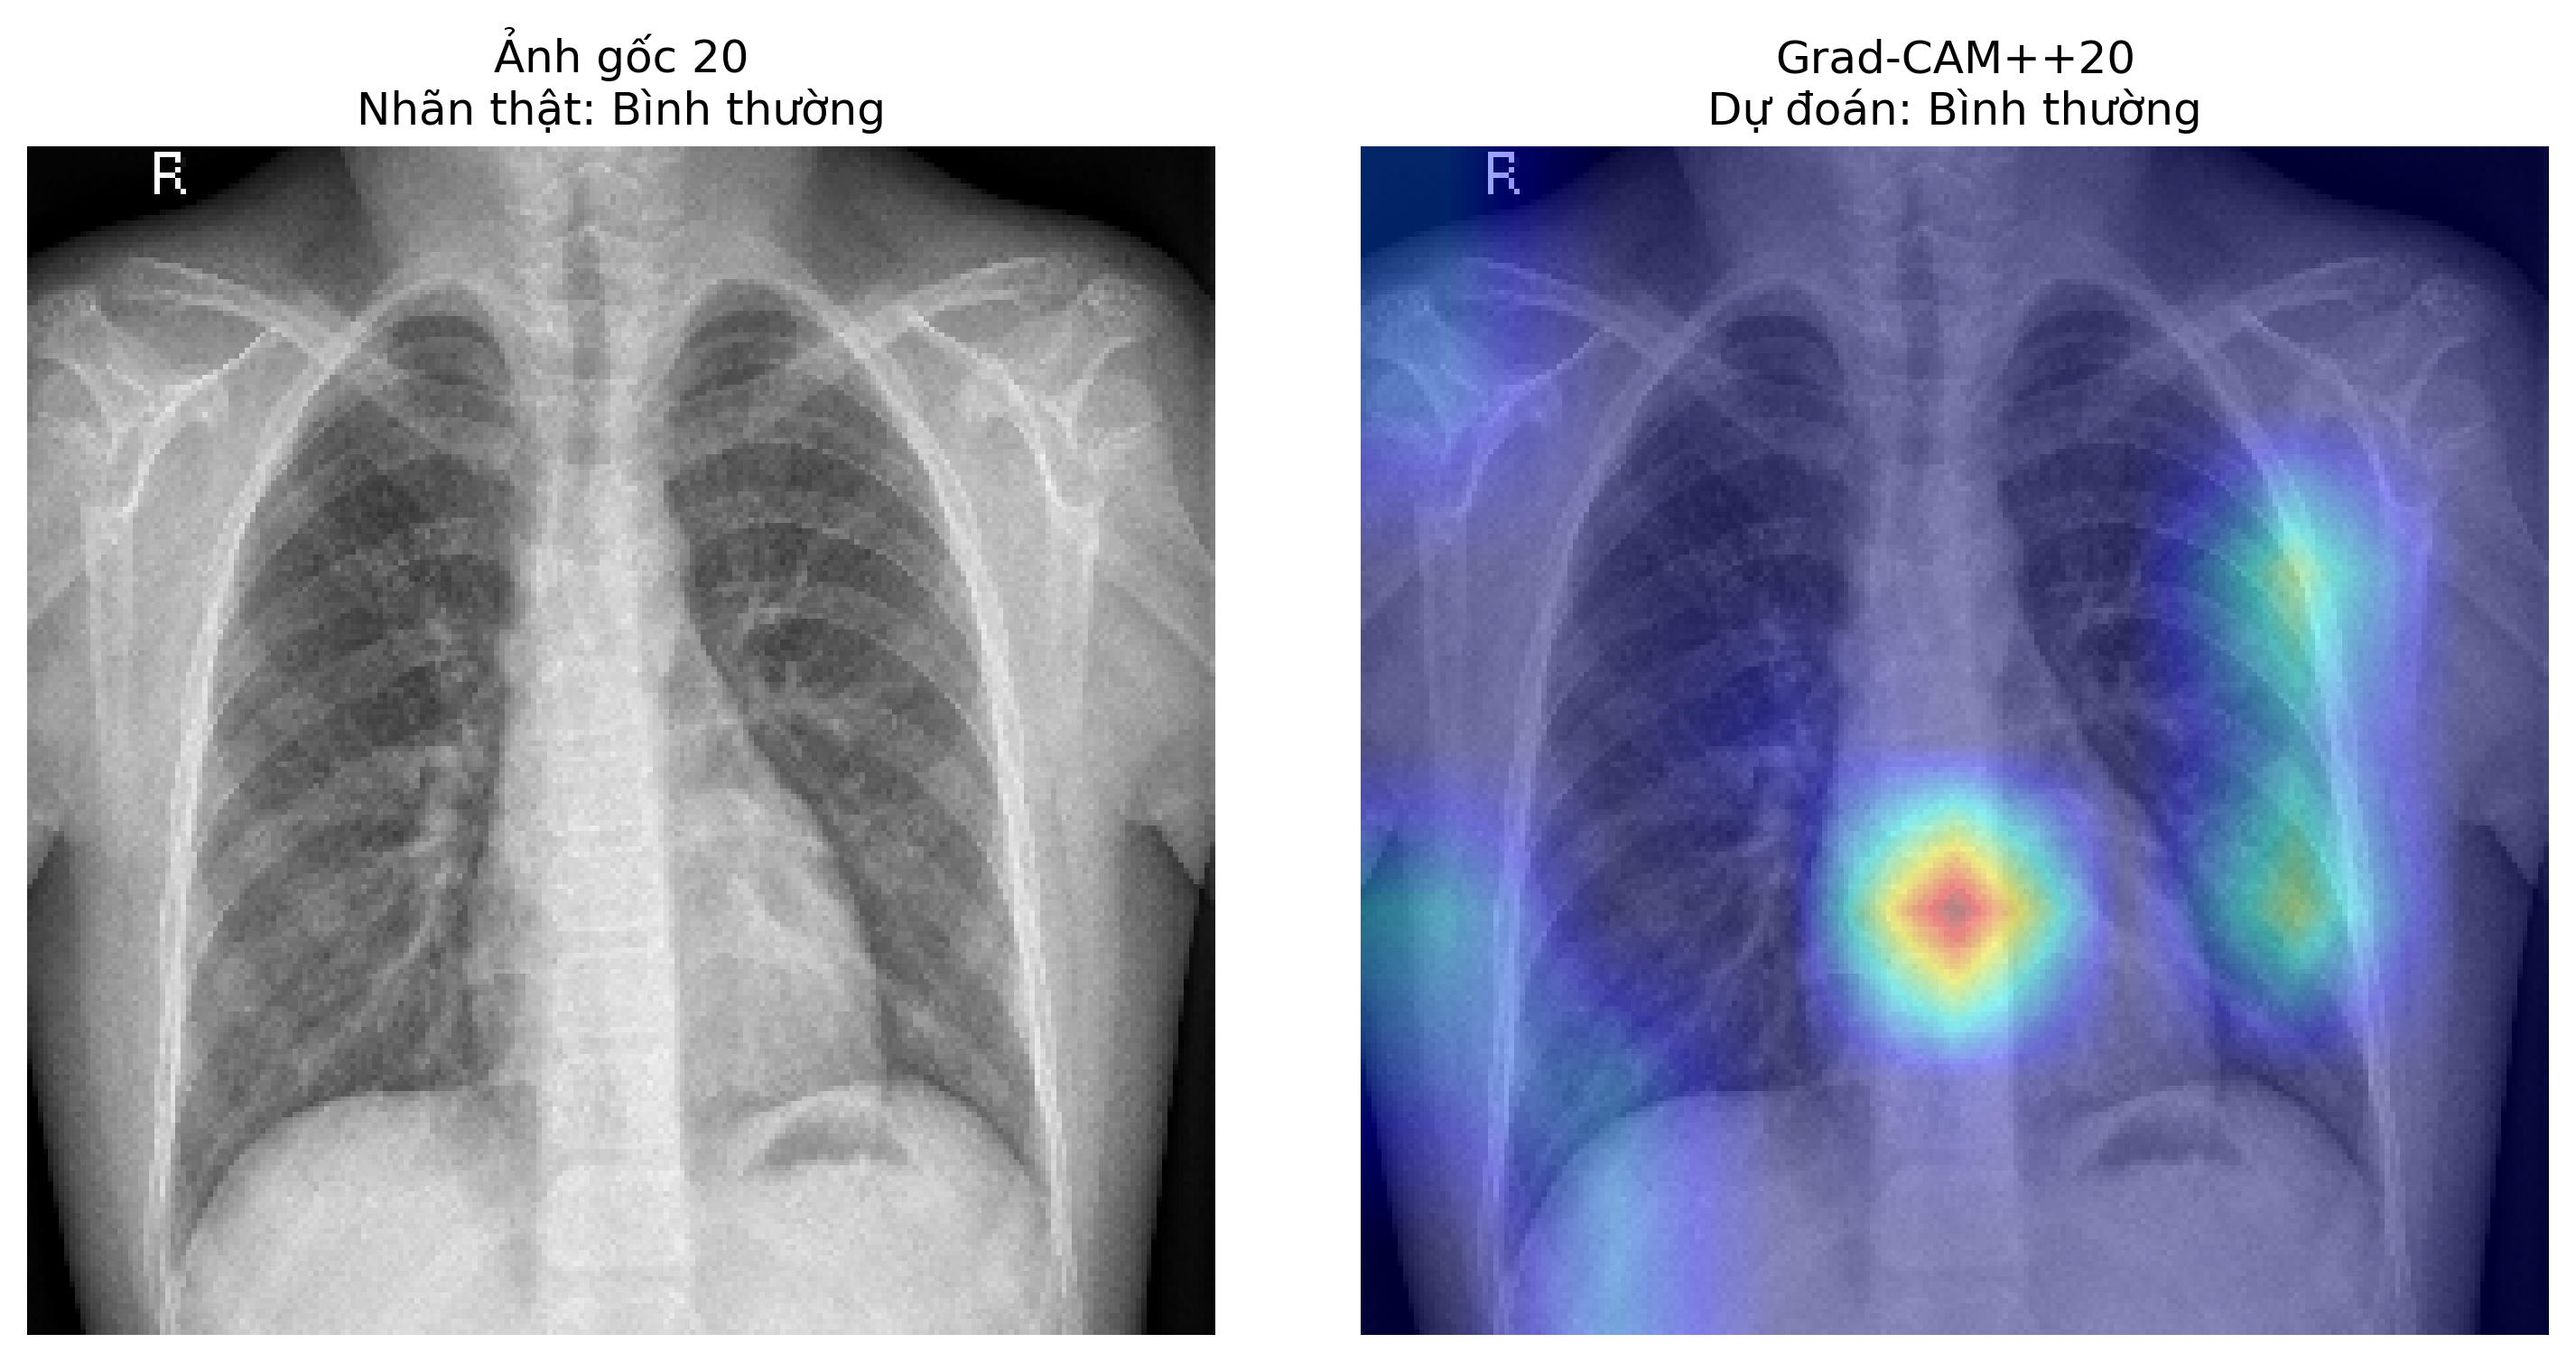 Ảnh gốc 20
Nhãn thật: Bình thường
R
Grad-CAM++20
Dự đoán: Bình thường
R